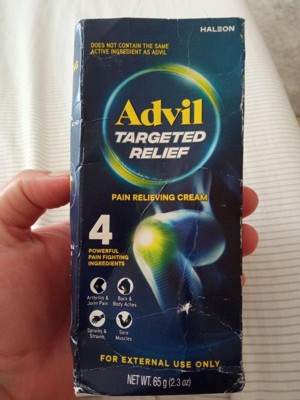 HALEON
DOES NOT CONTAIN THE SAME
ACTIVE INGREDIENT AS ADVIL
Advil
TARGETED
RELIEF
PAIN RELIEVING CREAM
4
POWERFUL
PAIN FIGHTING
INGREDIENTS
Arthritis &
Joint Pain
Back &
Body Aches
Sprains &
Strains
Sore
Muscles
FOR EXTERNAL USE ONLY
NET WT. 65 g (2.3 oz)